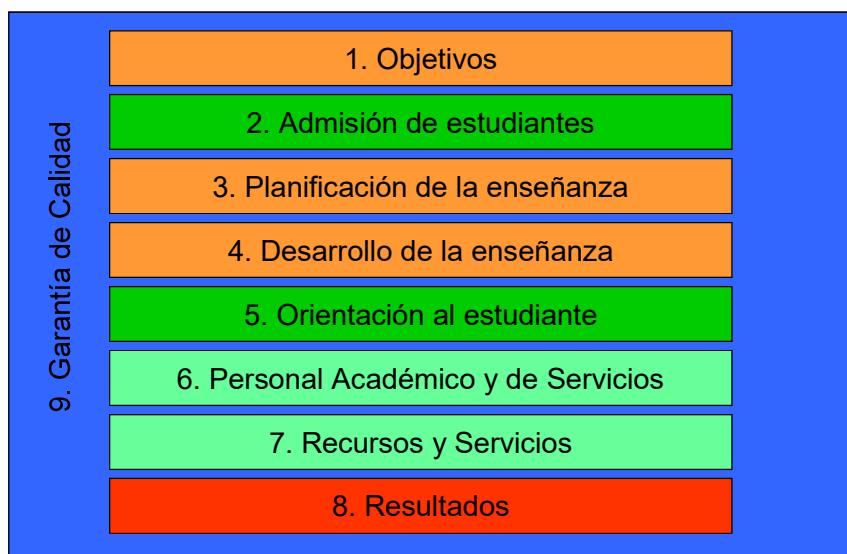 1. Objetivos
2. Admisión de estudiantes
3. Planificación de la enseñanza
4. Desarrollo de la enseñanza
5. Orientación al estudiante
6. Personal Académico y de Servicios
7. Recursos y Servicios
8. Resultados
9. Garantía de Calidad